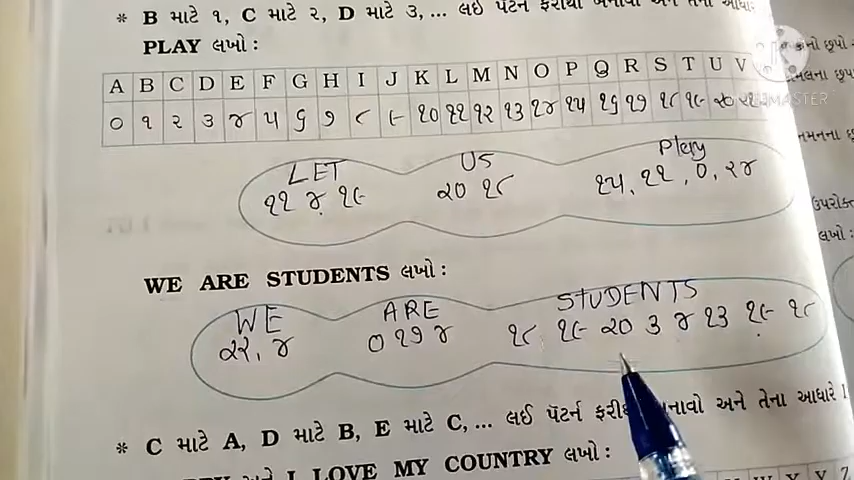 * B માટે ૧, C માટે ૨, D માટે ૩, ... લઈ પૅટર્ન ફરીથી બનાવો અને તેના આધારે
PLAY લખો :
A B C D E F G H I J K L M N O P Q R S T U V
૦ ૧ ૨ ૩ ૪ ૫ ૬ ૭ ૮ ૯ ૧૦ ૧૧ ૧૨ ૧૩ ૧૪ ૧૫ ૧૬ ૧૭ ૧૮ ૧૯ ૨૦ ૨૧
LET US Play
૧૧ ૪ ૧૯ ૨૦ ૧૮ ૧૫, ૧૧, ૦, ૨૪
WE ARE STUDENTS લખો :
WE ARE STUDENTS
૨૨, ૪ ૦ ૧૭ ૪ ૧૮, ૧૯ ૨૦ ૩ ૪ ૧૩ ૧૯ ૧૮
* C માટે A, D માટે B, E માટે C, ... લઈ પૅટર્ન ફરીથી બનાવો અને તેના આધારે
અને I LOVE MY COUNTRY લખો :
W X Y Z
ઉપરોક્ત
લખો :